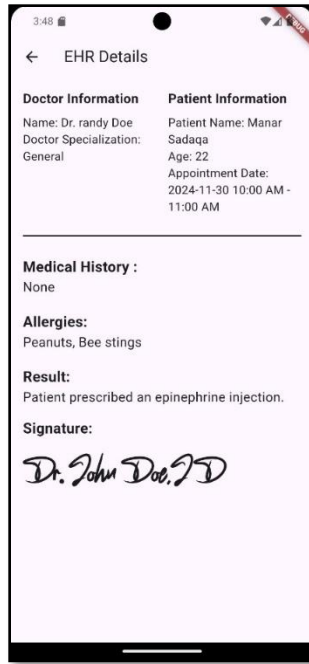 3:48
DEBUG
EHR Details
Doctor Information
Name: Dr. randy Doe
Doctor Specialization:
General
Patient Information
Patient Name: Manar
Sadaqa
Age: 22
Appointment Date:
2024-11-30 10:00 AM -
11:00 AM
Medical History :
None
Allergies:
Peanuts, Bee stings
Result:
Patient prescribed an epinephrine injection.
Signature:
Dr. John Doe. JD